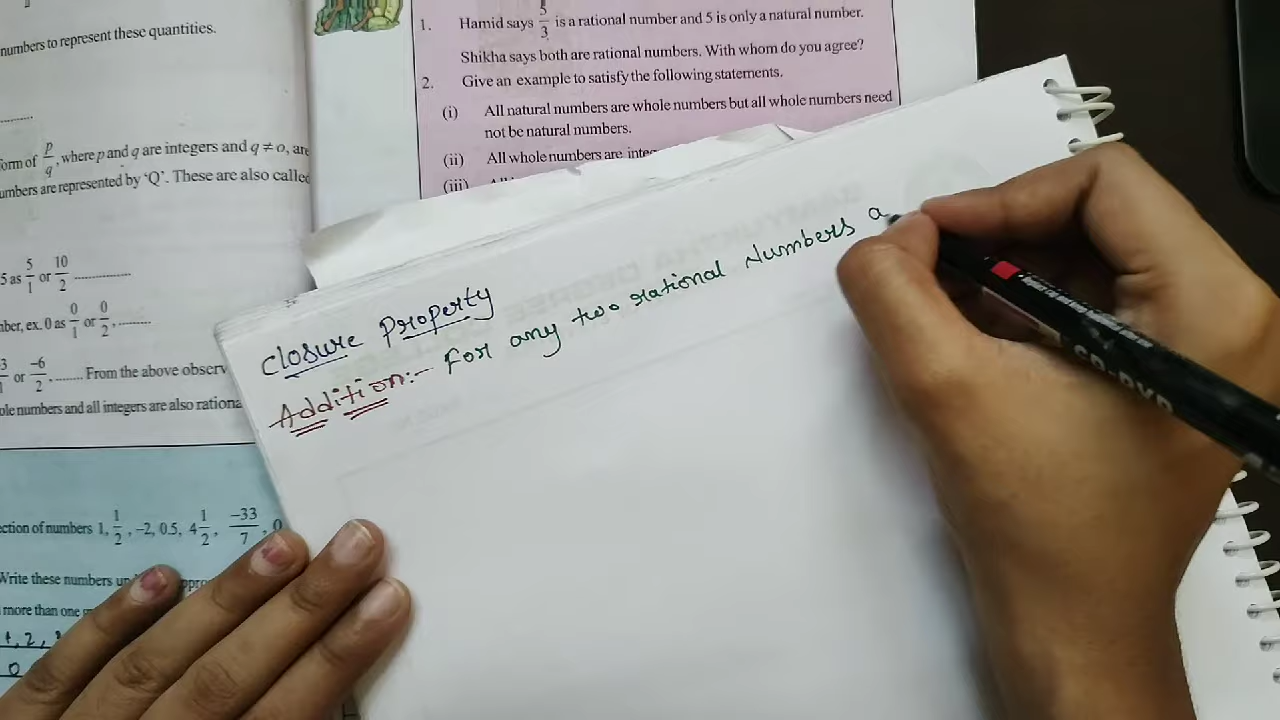 numbers to represent these quantities.
form of p/q, where p and q are integers and q ≠ 0, are
numbers are represented by 'Q'. These are also called
5 as 5/1 or 10/2 ..............
ex. 0 as 0/1 or 0/2, ........
or -6/2, ....... From the above
numbers and all integers are also
of numbers 1, 1/2, -2, 0.5, 4 1/2, -33/7, 0
Write these numbers
more than one
0
1. Hamid says 5/3 is a rational number and 5 is only a natural number.
Shikha says both are rational numbers. With whom do you agree?
2. Give an example to satisfy the following statements.
(i) All natural numbers are whole numbers but all whole numbers need
not be natural numbers.
(ii) All whole numbers are
(iii)
Closure Property
Addition:- For any two rational Numbers a
CD-DVD